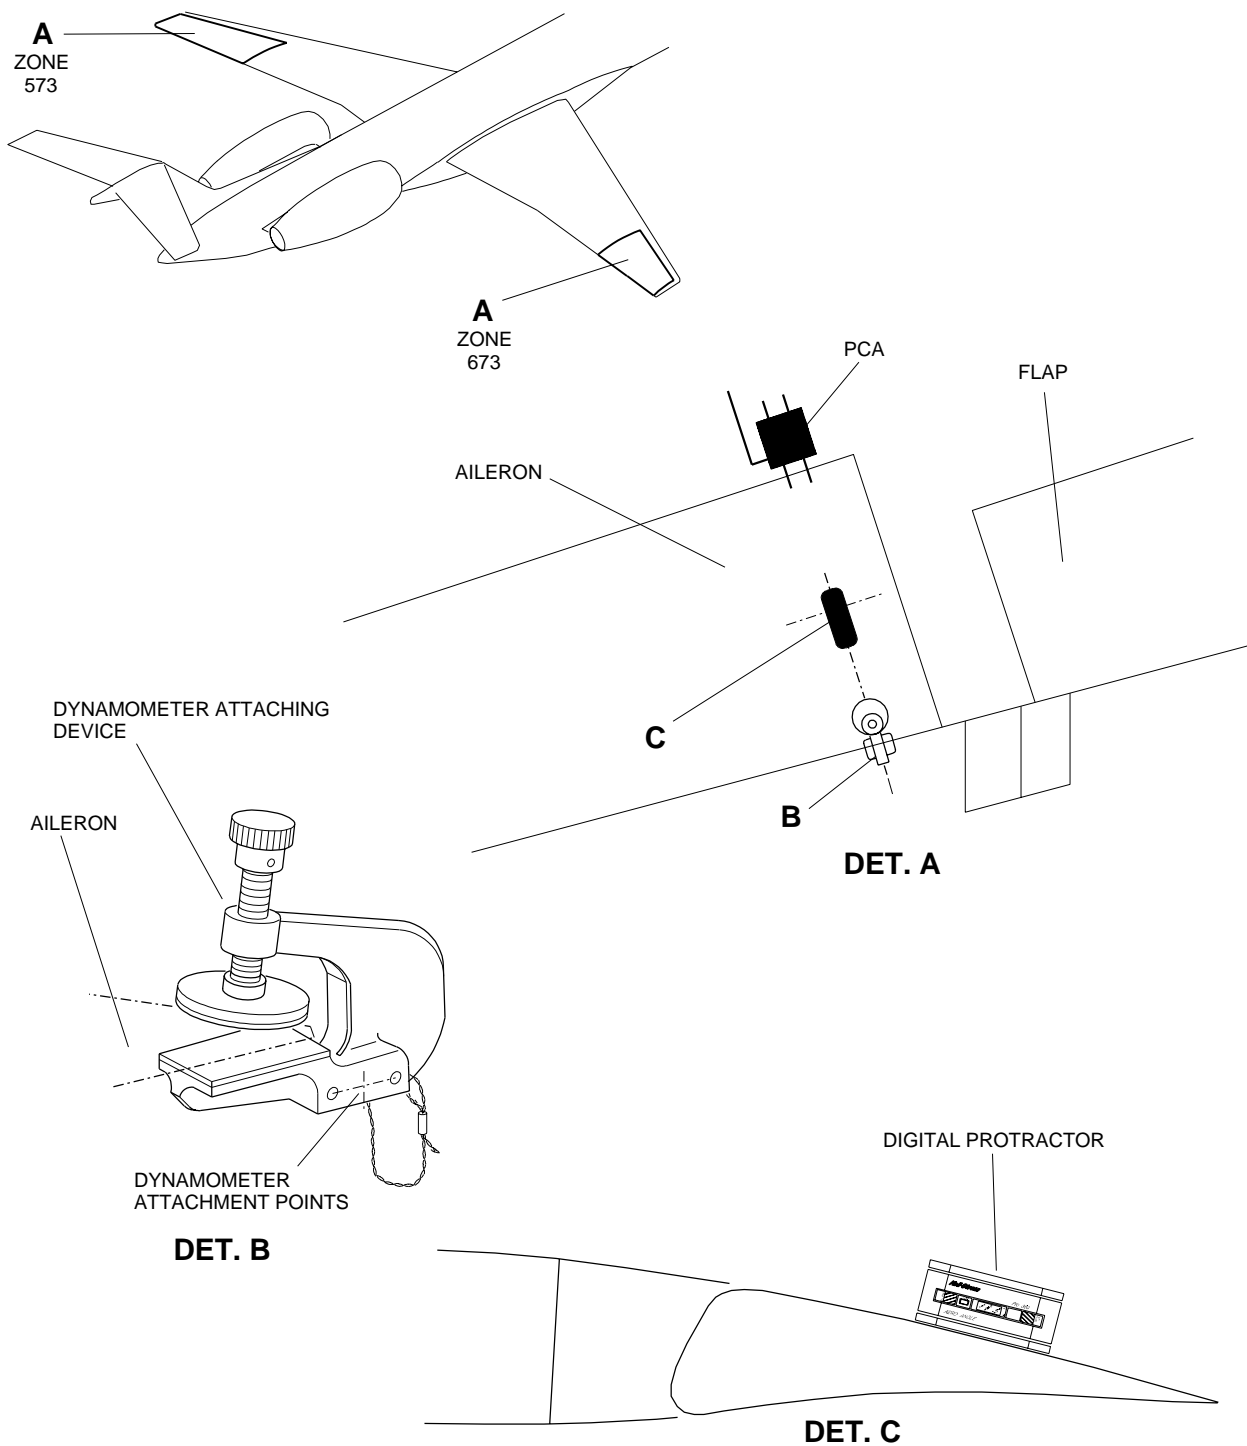 A
ZONE
573
A
ZONE
673
PCA
FLAP
AILERON
C
B
DET. A
DYNAMOMETER ATTACHING
DEVICE
AILERON
DYNAMOMETER
ATTACHMENT POINTS
DET. B
DIGITAL PROTRACTOR
DET. C